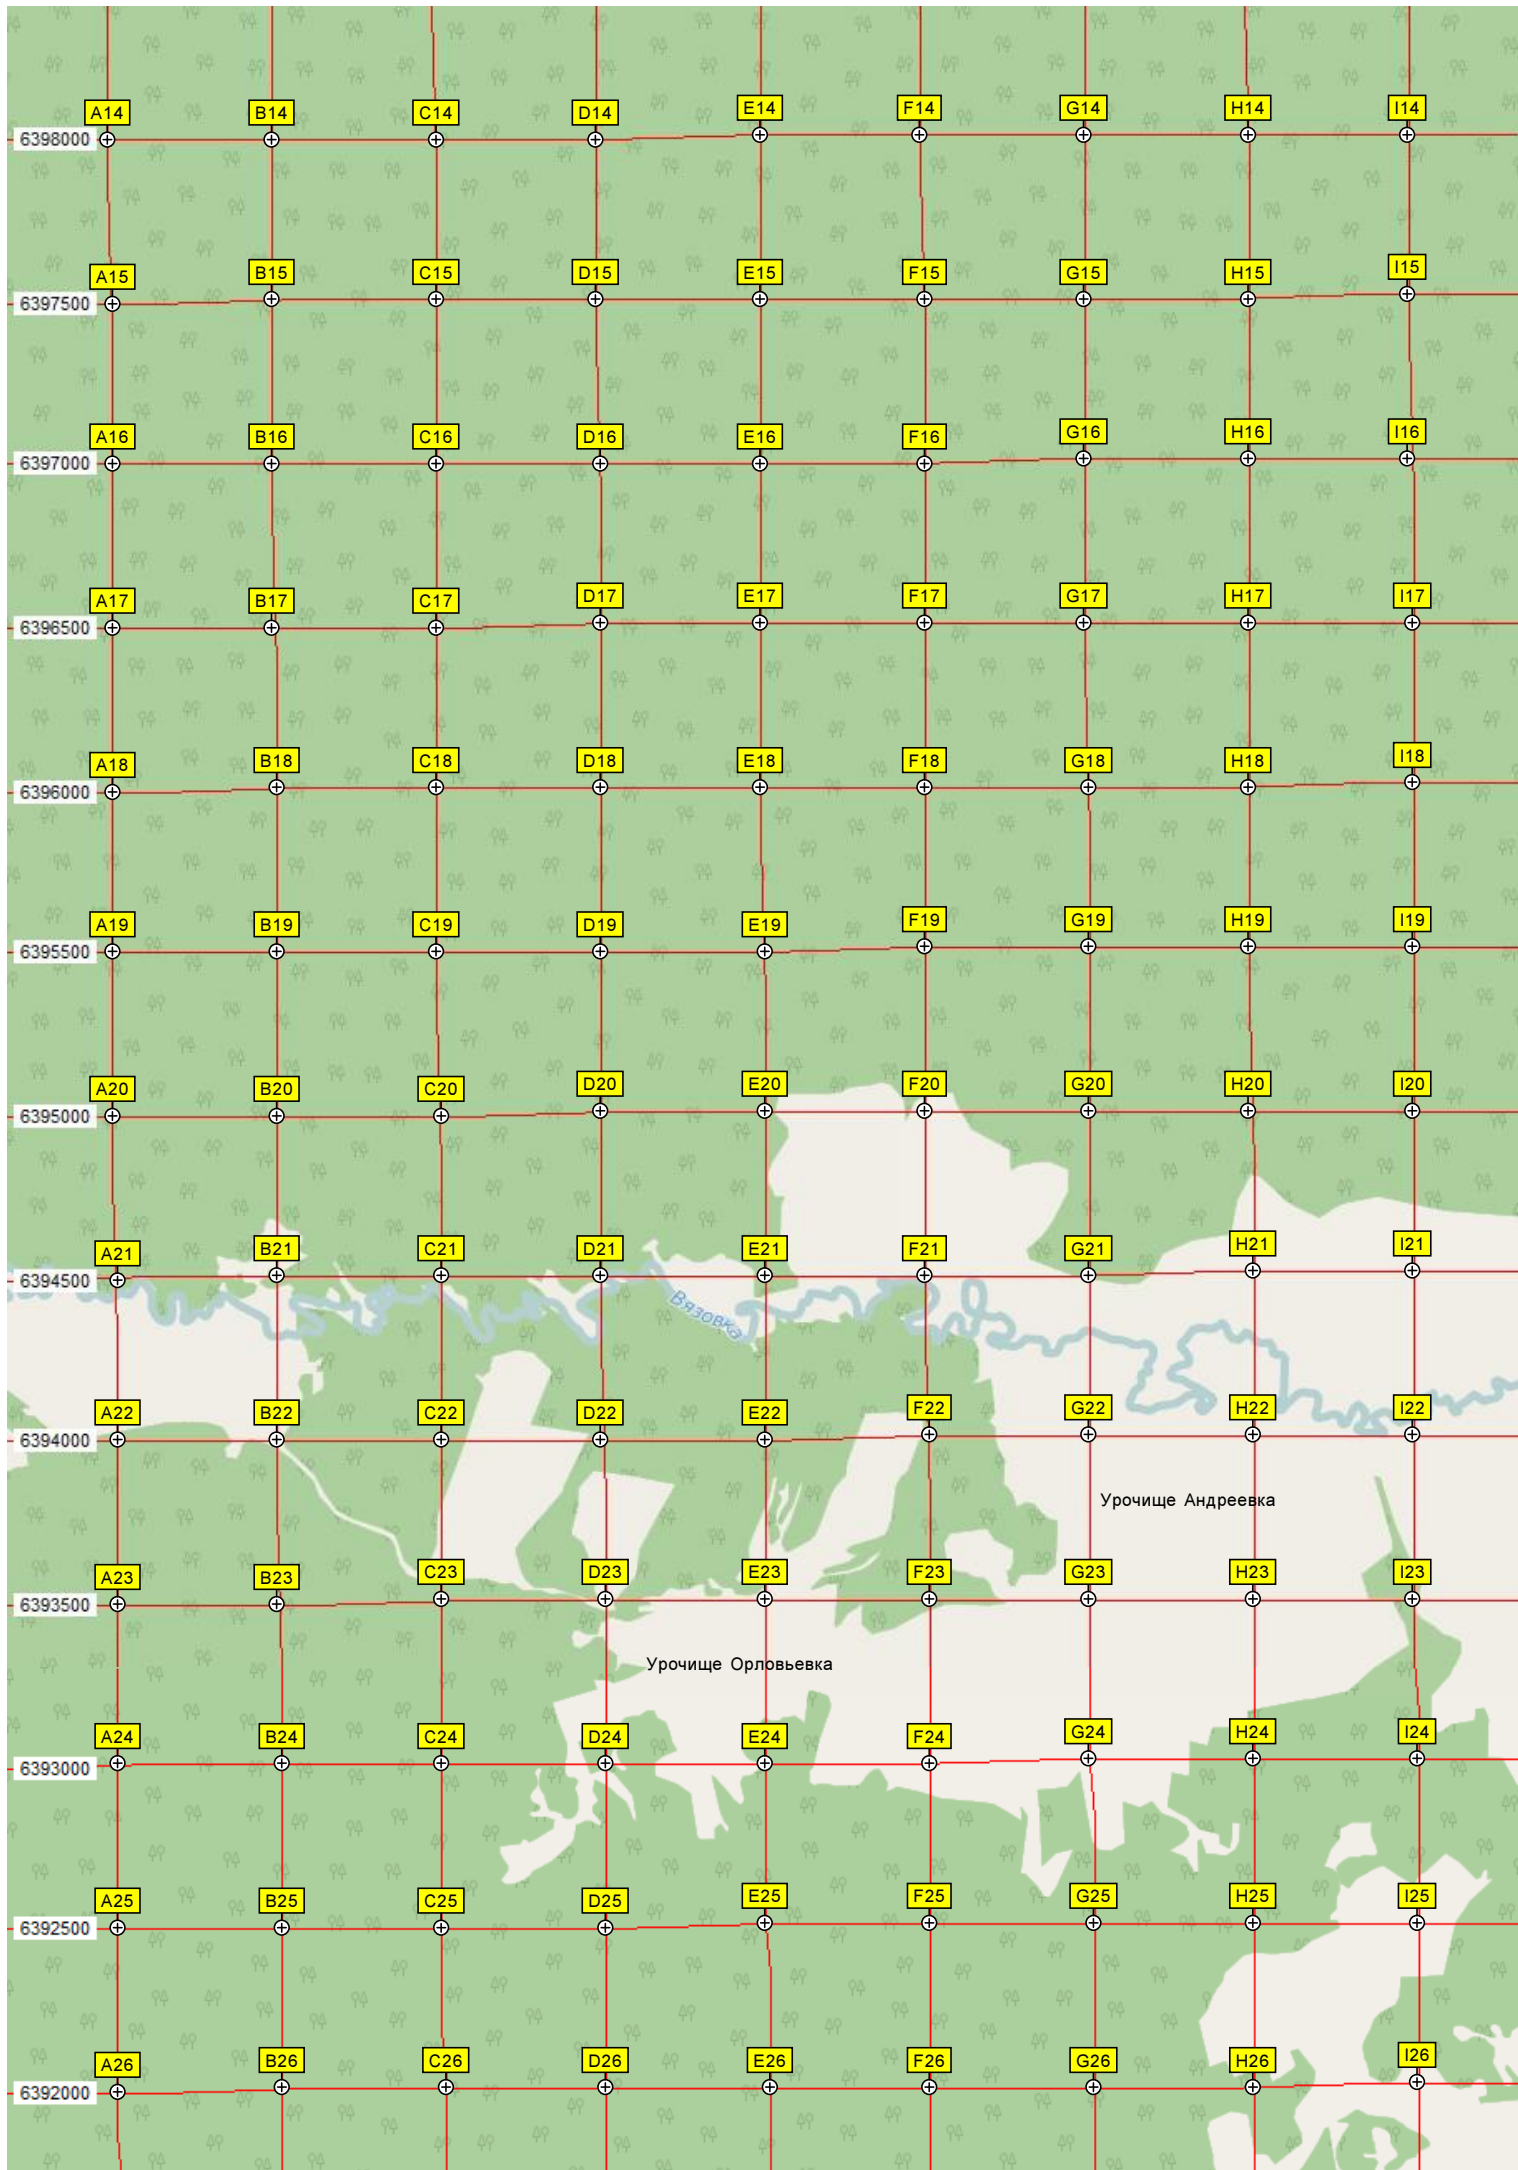 A14 B14 C14 D14 E14 F14 G14 H14 I14
6398000
A15 B15 C15 D15 E15 F15 G15 H15 I15
6397500
A16 B16 C16 D16 E16 F16 G16 H16 I16
6397000
A17 B17 C17 D17 E17 F17 G17 H17 I17
6396500
A18 B18 C18 D18 E18 F18 G18 H18 I18
6396000
A19 B19 C19 D19 E19 F19 G19 H19 I19
6395500
A20 B20 C20 D20 E20 F20 G20 H20 I20
6395000
A21 B21 C21 D21 E21 F21 G21 H21 I21
6394500
Вязовка
A22 B22 C22 D22 E22 F22 G22 H22 I22
6394000
Урочище Андреевка
A23 B23 C23 D23 E23 F23 G23 H23 I23
6393500
Урочище Орловьевка
A24 B24 C24 D24 E24 F24 G24 H24 I24
6393000
A25 B25 C25 D25 E25 F25 G25 H25 I25
6392500
A26 B26 C26 D26 E26 F26 G26 H26 I26
6392000